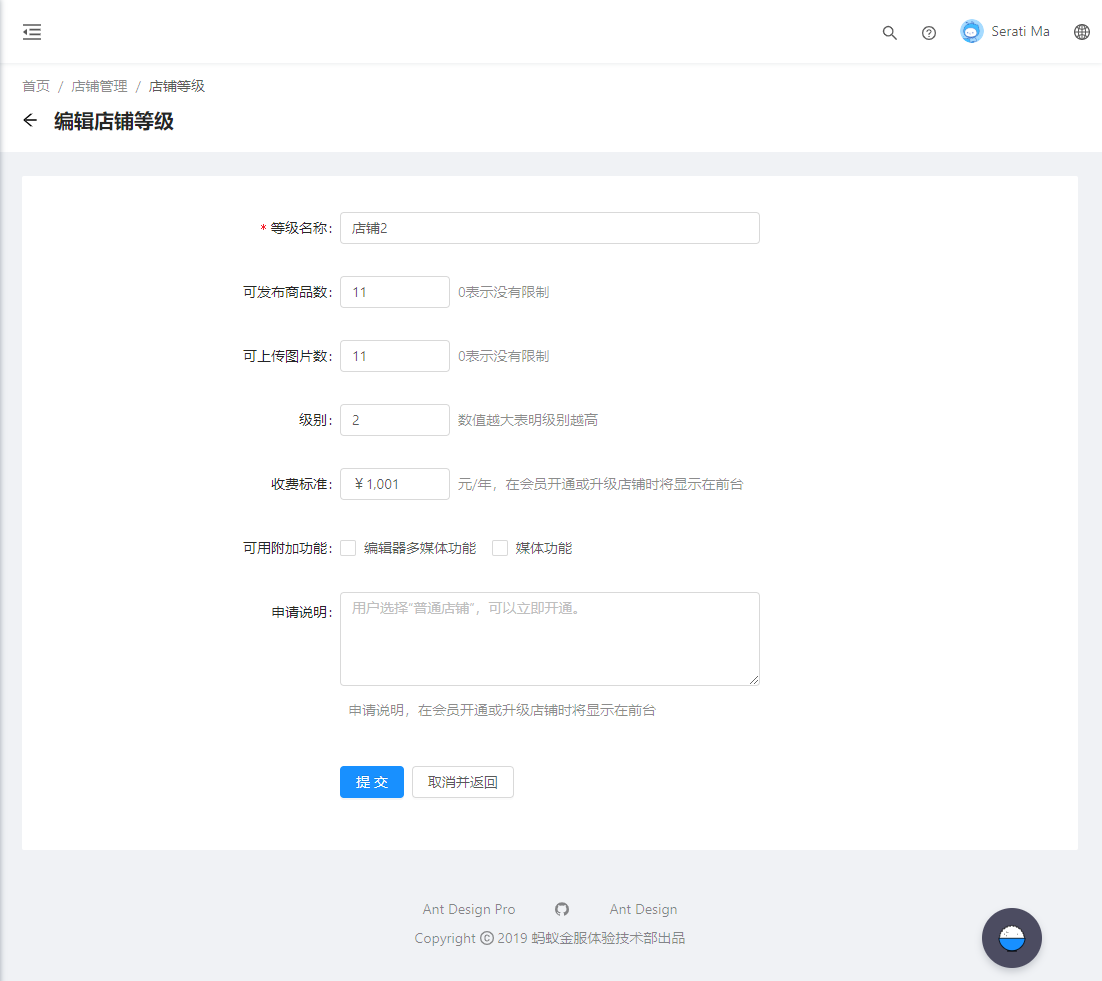 Serati Ma
首页 / 店铺管理 / 店铺等级
编辑店铺等级
* 等级名称: 店铺2
可发布商品数: 11 0表示没有限制
可上传图片数: 11 0表示没有限制
级别: 2 数值越大表明级别越高
收费标准: ¥ 1,001 元/年，在会员开通或升级店铺时将显示在前台
可用附加功能: 编辑器多媒体功能 媒体功能
申请说明: 用户选择“普通店铺”，可以立即开通。
申请说明，在会员开通或升级店铺时将显示在前台
提 交 取消并返回
Ant Design Pro Ant Design
Copyright © 2019 蚂蚁金服体验技术部出品